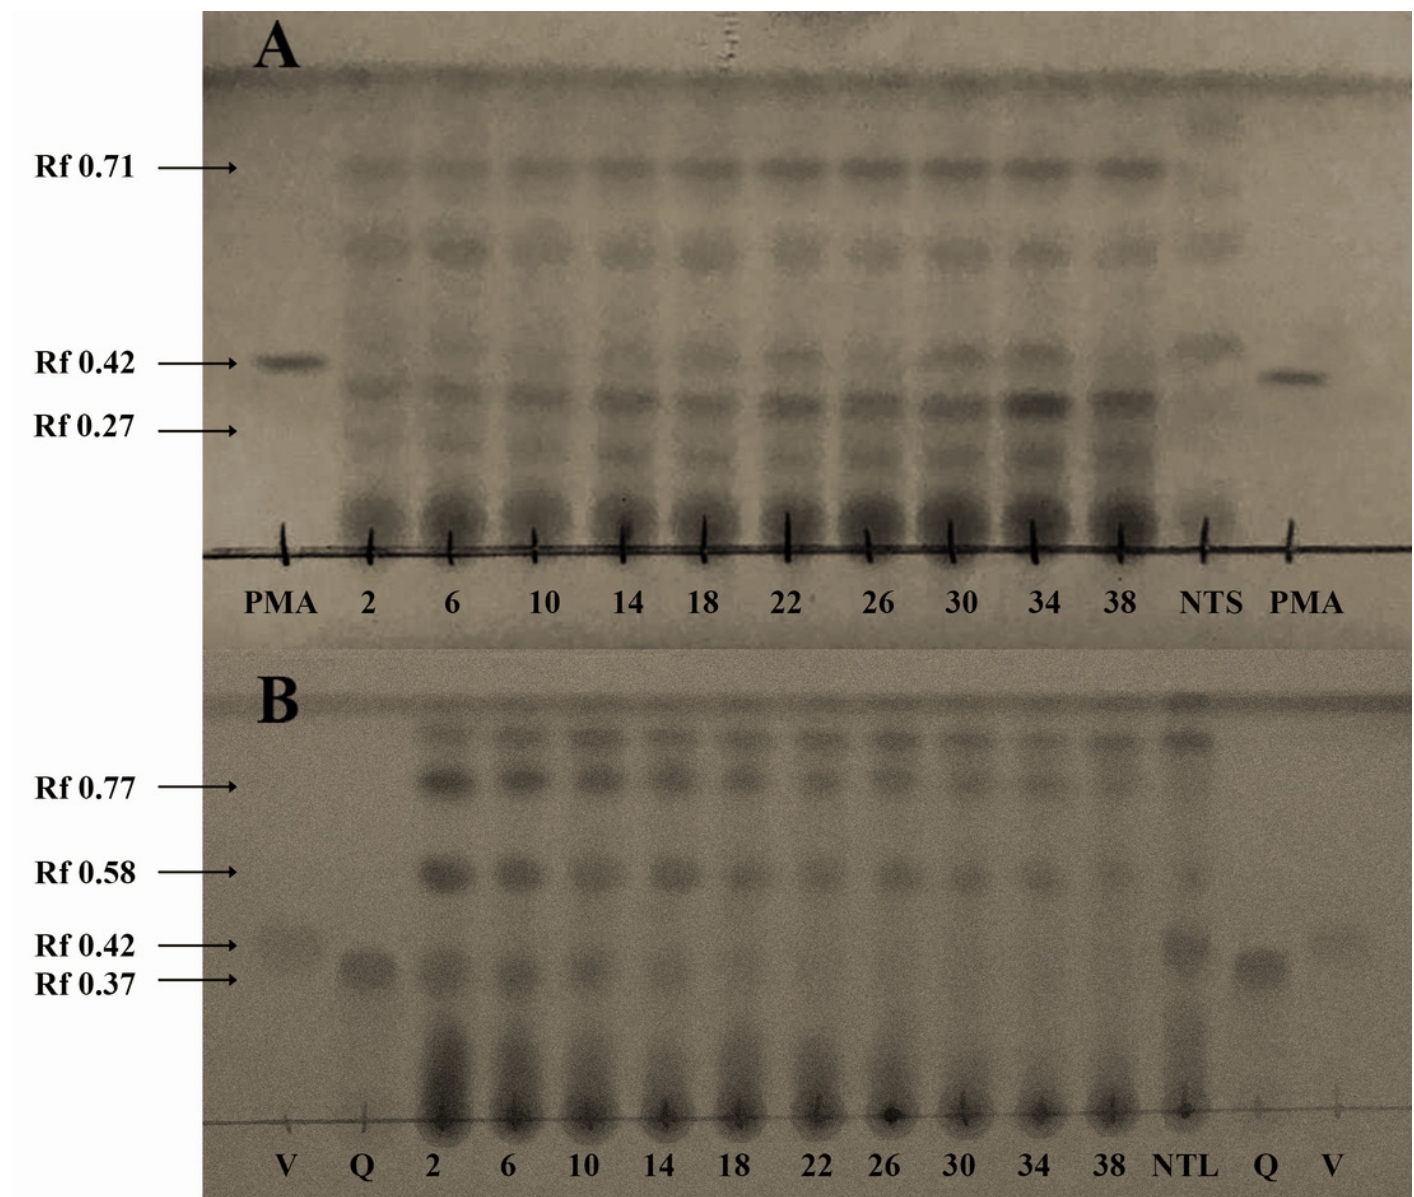 A
Rf 0.71
Rf 0.42
Rf 0.27
PMA 2 6 10 14 18 22 26 30 34 38 NTS PMA
B
Rf 0.77
Rf 0.58
Rf 0.42
Rf 0.37
V Q 2 6 10 14 18 22 26 30 34 38 NTL Q V